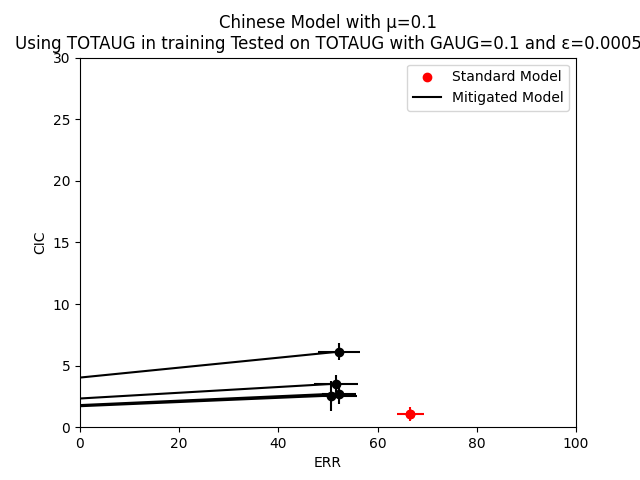 Chinese Model with μ=0.1
Using TOTAUG in training Tested on TOTAUG with GAUG=0.1 and ε=0.0005
Standard Model
Mitigated Model
30
25
20
15
10
5
0
CIC
0 20 40 60 80 100
ERR